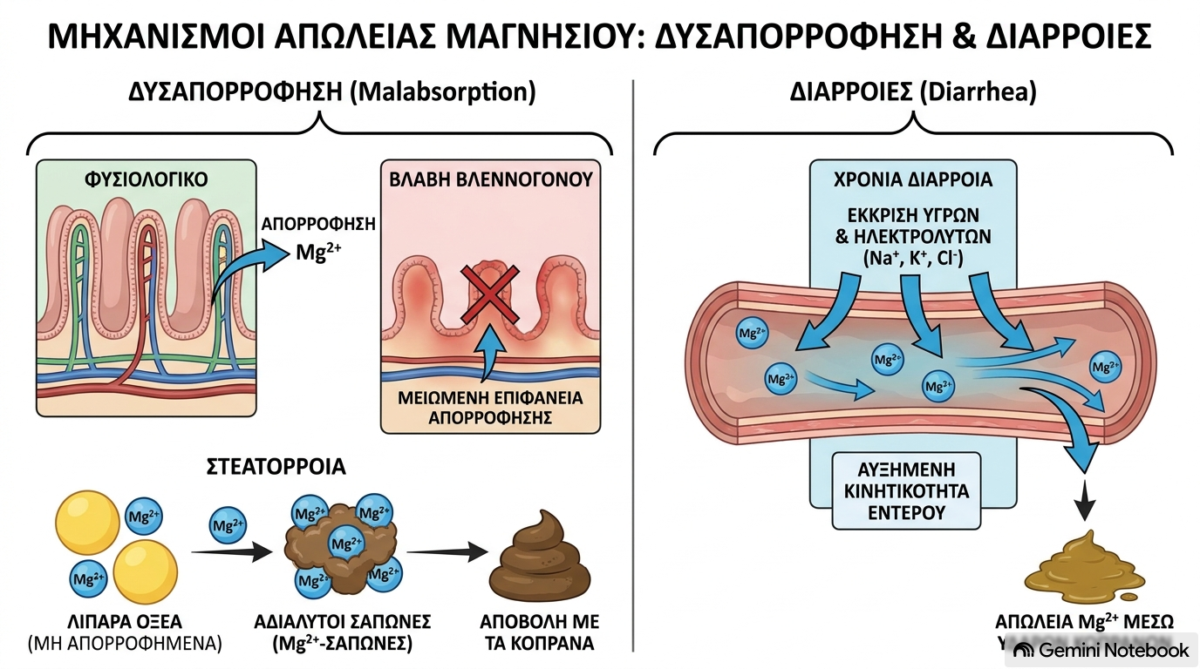 ΜΗΧΑΝΙΣΜΟΙ ΑΠΩΛΕΙΑΣ ΜΑΓΝΗΣΙΟΥ: ΔΥΣΑΠΟΡΡΟΦΗΣΗ & ΔΙΑΡΡΟΙΕΣ
ΔΥΣΑΠΟΡΡΟΦΗΣΗ (Malabsorption)
ΦΥΣΙΟΛΟΓΙΚΟ
ΑΠΟΡΡΟΦΗΣΗ
Mg²⁺
ΒΛΑΒΗ ΒΛΕΝΝΟΓΟΝΟΥ
ΜΕΙΩΜΕΝΗ ΕΠΙΦΑΝΕΙΑ
ΑΠΟΡΡΟΦΗΣΗΣ
ΣΤΕΑΤΟΡΡΟΙΑ
Mg²⁺
Mg²⁺
Mg²⁺
Mg²⁺
Mg²⁺
Mg²⁺
Mg²⁺
Mg²⁺
ΛΙΠΑΡΑ ΟΞΕΑ
(ΜΗ ΑΠΟΡΡΟΦΗΜΕΝΑ)
ΑΔΙΑΛΥΤΟΙ ΣΑΠΩΝΕΣ
(Mg²⁺-ΣΑΠΩΝΕΣ)
ΑΠΟΒΟΛΗ ΜΕ
ΤΑ ΚΟΠΡΑΝΑ
ΔΙΑΡΡΟΙΕΣ (Diarrhea)
ΧΡΟΝΙΑ ΔΙΑΡΡΟΙΑ
ΕΚΚΡΙΣΗ ΥΓΡΩΝ
& ΗΛΕΚΤΡΟΛΥΤΩΝ
(Na⁺, K⁺, Cl⁻)
Mg²⁺
Mg²⁺
Mg²⁺
Mg²⁺
Mg²⁺
ΑΥΞΗΜΕΝΗ
ΚΙΝΗΤΙΚΟΤΗΤΑ
ΕΝΤΕΡΟΥ
ΑΠΩΛΕΙΑ Mg²⁺ ΜΕΣΩ
Gemini Notebook